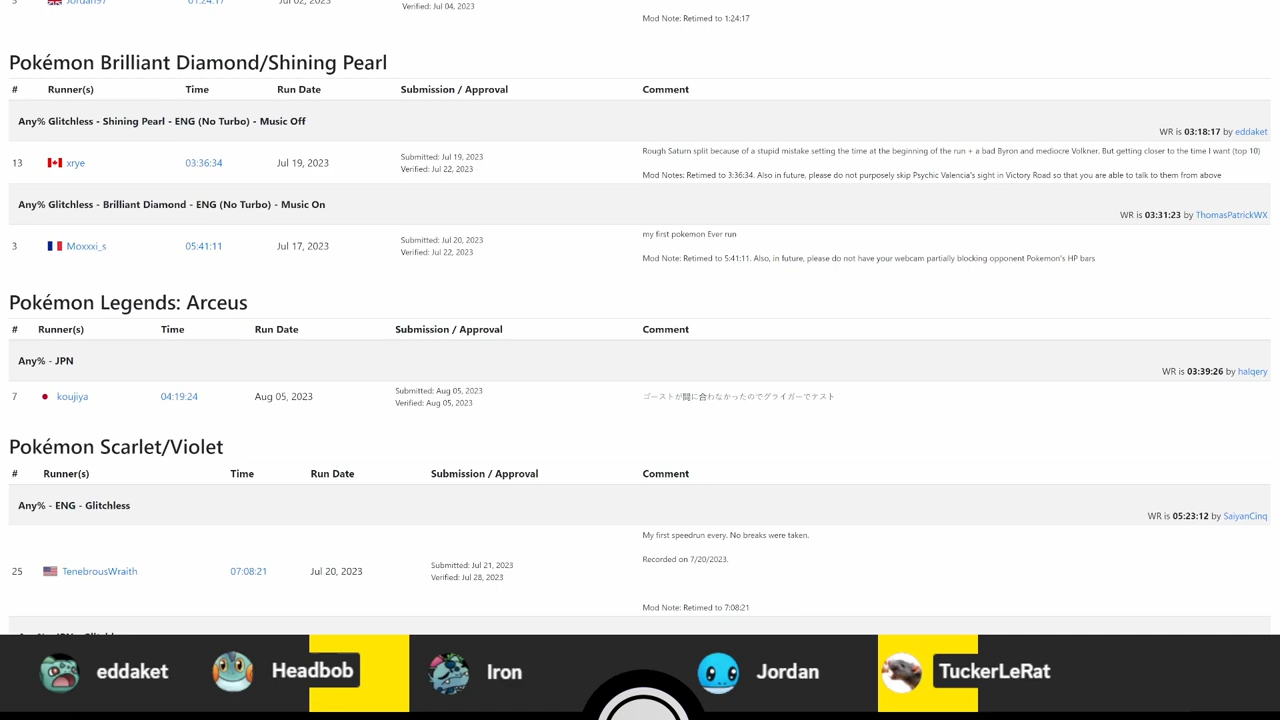 Jordan97 01:24:17 Jul 02, 2023 Verified: Jul 04, 2023
Mod Note: Retimed to 1:24:17
Pokémon Brilliant Diamond/Shining Pearl
# Runner(s) Time Run Date Submission / Approval Comment
Any% Glitchless - Shining Pearl - ENG (No Turbo) - Music Off
WR is 03:18:17 by eddaket
13 xrye 03:36:34 Jul 19, 2023
Submitted: Jul 19, 2023
Verified: Jul 22, 2023
Rough Saturn split because of a stupid mistake setting the time at the beginning of the run + a bad Byron and mediocre Volkner. But getting closer to the time I want (top 10)
Mod Notes: Retimed to 3:36:34. Also in future, please do not purposely skip Psychic Valencia's sight in Victory Road so that you are able to talk to them from above
Any% Glitchless - Brilliant Diamond - ENG (No Turbo) - Music On
WR is 03:31:23 by ThomasPatrickWX
3 Moxxxi_s 05:41:11 Jul 17, 2023
Submitted: Jul 20, 2023
Verified: Jul 22, 2023
my first pokemon Ever run
Mod Note: Retimed to 5:41:11. Also, in future, please do not have your webcam partially blocking opponent Pokemon's HP bars
Pokémon Legends: Arceus
# Runner(s) Time Run Date Submission / Approval Comment
Any% - JPN
WR is 03:39:26 by halqery
7 koujiya 04:19:24 Aug 05, 2023
Submitted: Aug 05, 2023
Verified: Aug 05, 2023
ゴーストが間に合わなかったのでグライガーでテスト
Pokémon Scarlet/Violet
# Runner(s) Time Run Date Submission / Approval Comment
Any% - ENG - Glitchless
WR is 05:23:12 by SaiyanCinq
My first speedrun every. No breaks were taken.
Recorded on 7/20/2023.
25 TenebrousWraith 07:08:21 Jul 20, 2023
Submitted: Jul 21, 2023
Verified: Jul 28, 2023
Mod Note: Retimed to 7:08:21
eddaket Headbob Iron Jordan TuckerLeRat